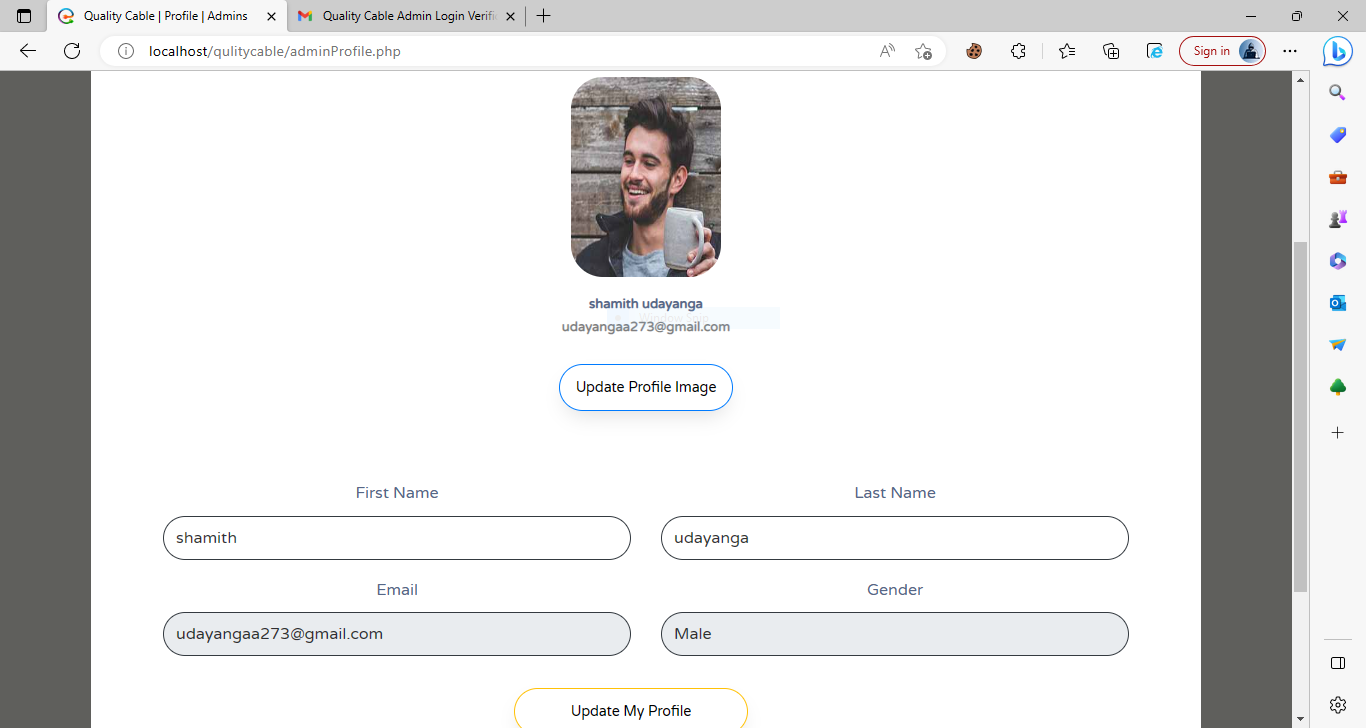 Quality Cable | Profile | Admins
Quality Cable Admin Login Verifi
localhost/qulitycable/adminProfile.php
Sign in
shamith udayanga
Window Snip
udayangaa273@gmail.com
Update Profile Image
First Name
Last Name
shamith
udayanga
Email
Gender
udayangaa273@gmail.com
Male
Update My Profile